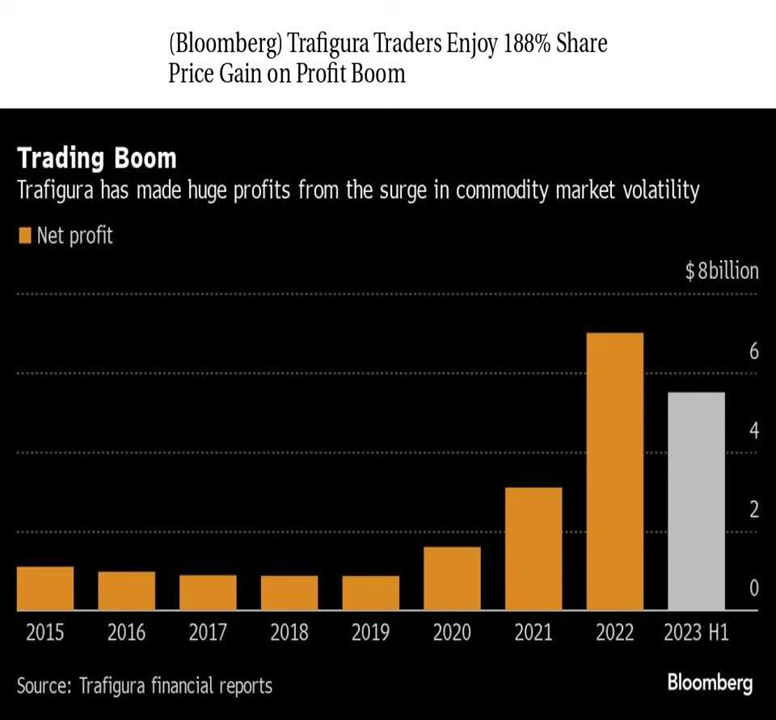 (Bloomberg) Trafigura Traders Enjoy 188% Share
Price Gain on Profit Boom
Trading Boom
Trafigura has made huge profits from the surge in commodity market volatility
Net profit
$8billion
6
4
2
0
2015 2016 2017 2018 2019 2020 2021 2022 2023 H1
Source: Trafigura financial reports
Bloomberg